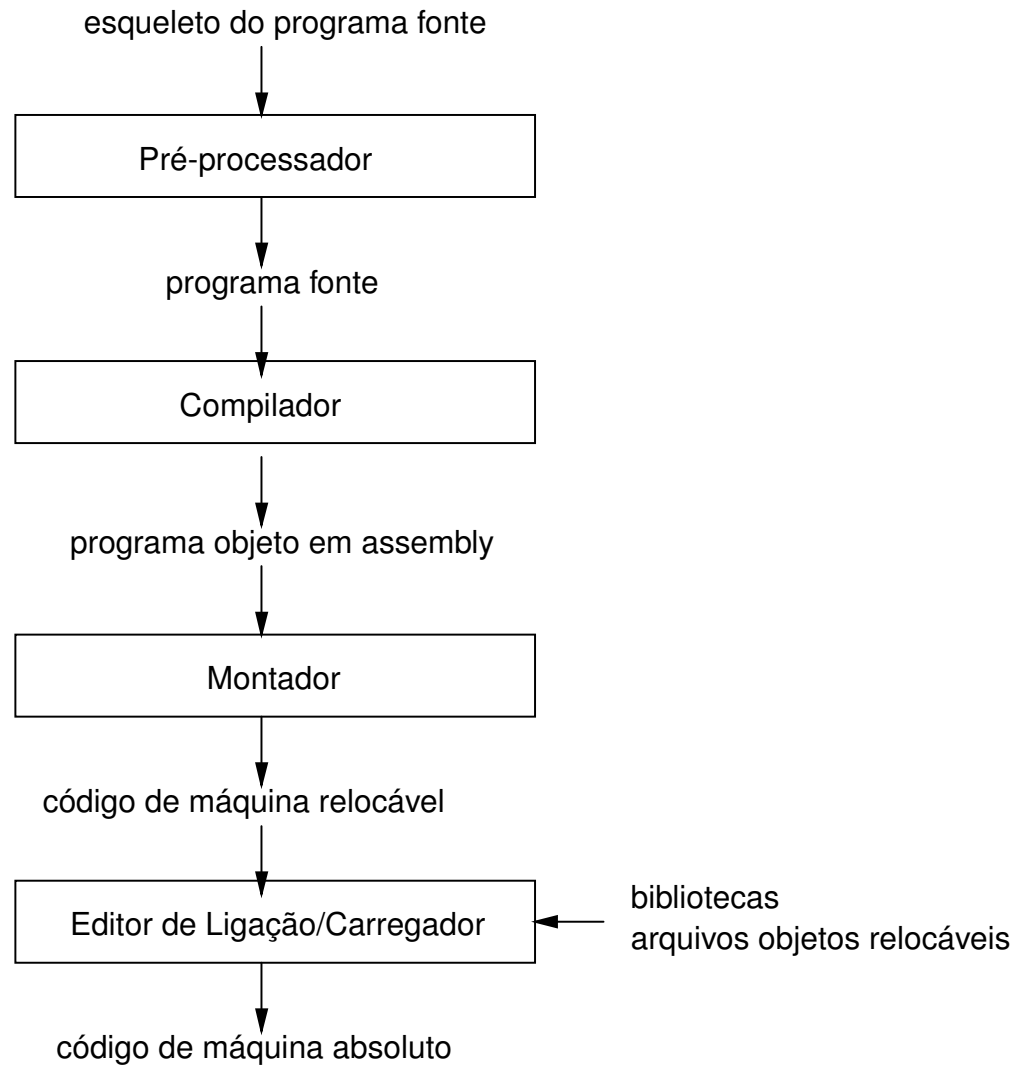 esqueleto do programa fonte
Pré-processador
programa fonte
Compilador
programa objeto em assembly
Montador
código de máquina relocável
Editor de Ligação/Carregador
bibliotecas
arquivos objetos relocáveis
código de máquina absoluto